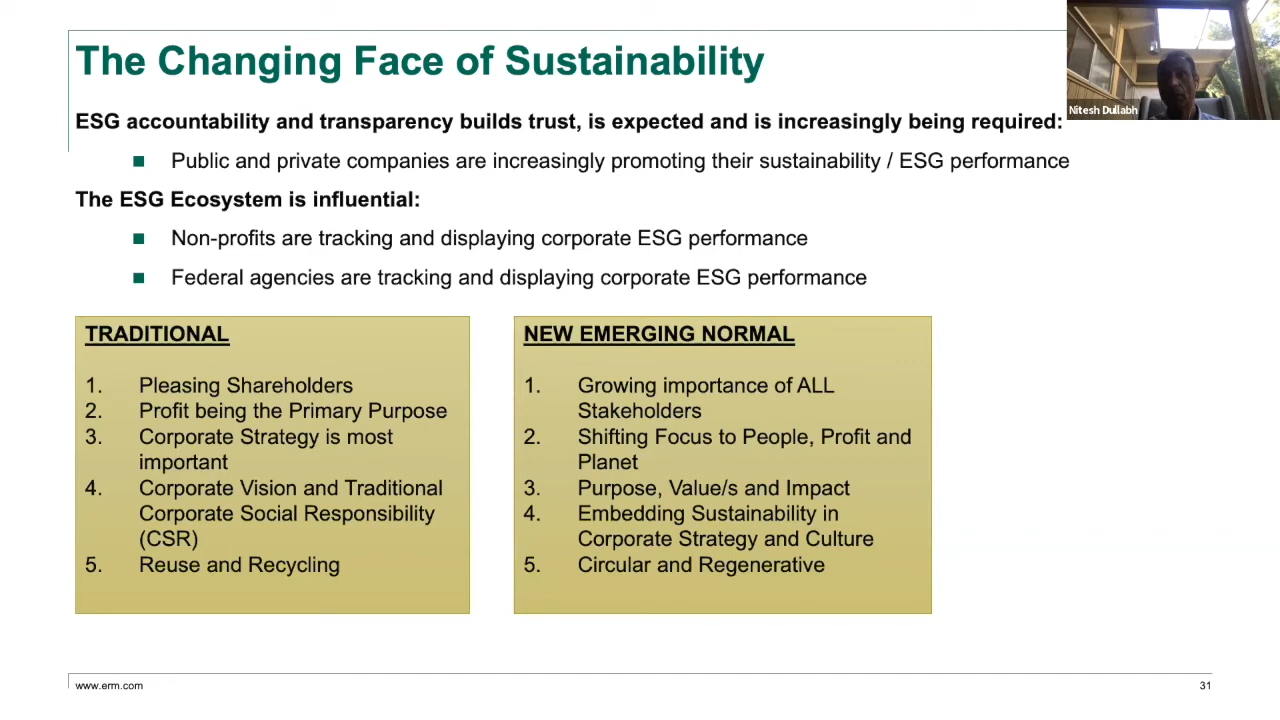 The Changing Face of Sustainability
Nitesh Dullabh
ESG accountability and transparency builds trust, is expected and is increasingly being required:
Public and private companies are increasingly promoting their sustainability / ESG performance
The ESG Ecosystem is influential:
Non-profits are tracking and displaying corporate ESG performance
Federal agencies are tracking and displaying corporate ESG performance
TRADITIONAL
1. Pleasing Shareholders
2. Profit being the Primary Purpose
3. Corporate Strategy is most
important
4. Corporate Vision and Traditional
Corporate Social Responsibility
(CSR)
5. Reuse and Recycling
NEW EMERGING NORMAL
1. Growing importance of ALL
Stakeholders
2. Shifting Focus to People, Profit and
Planet
3. Purpose, Value/s and Impact
4. Embedding Sustainability in
Corporate Strategy and Culture
5. Circular and Regenerative
www.erm.com
31